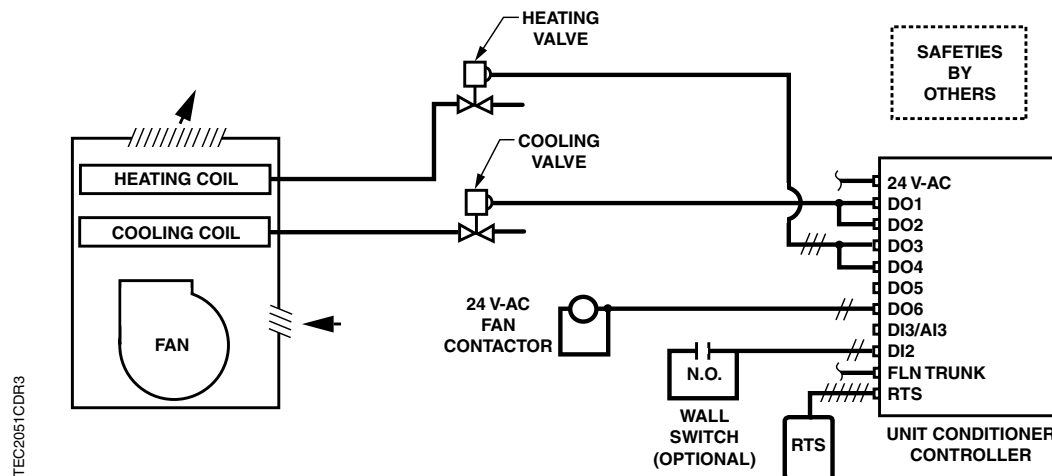 HEATING
VALVE
SAFETIES
BY
OTHERS
COOLING
VALVE
HEATING COIL
COOLING COIL
FAN
24 V-AC
DO1
DO2
DO3
DO4
DO5
DO6
DI3/AI3
DI2
FLN TRUNK
RTS
24 V-AC
FAN
CONTACTOR
N.O.
WALL
SWITCH
(OPTIONAL)
RTS
UNIT CONDITIONER
CONTROLLER
TEC2051CDR3